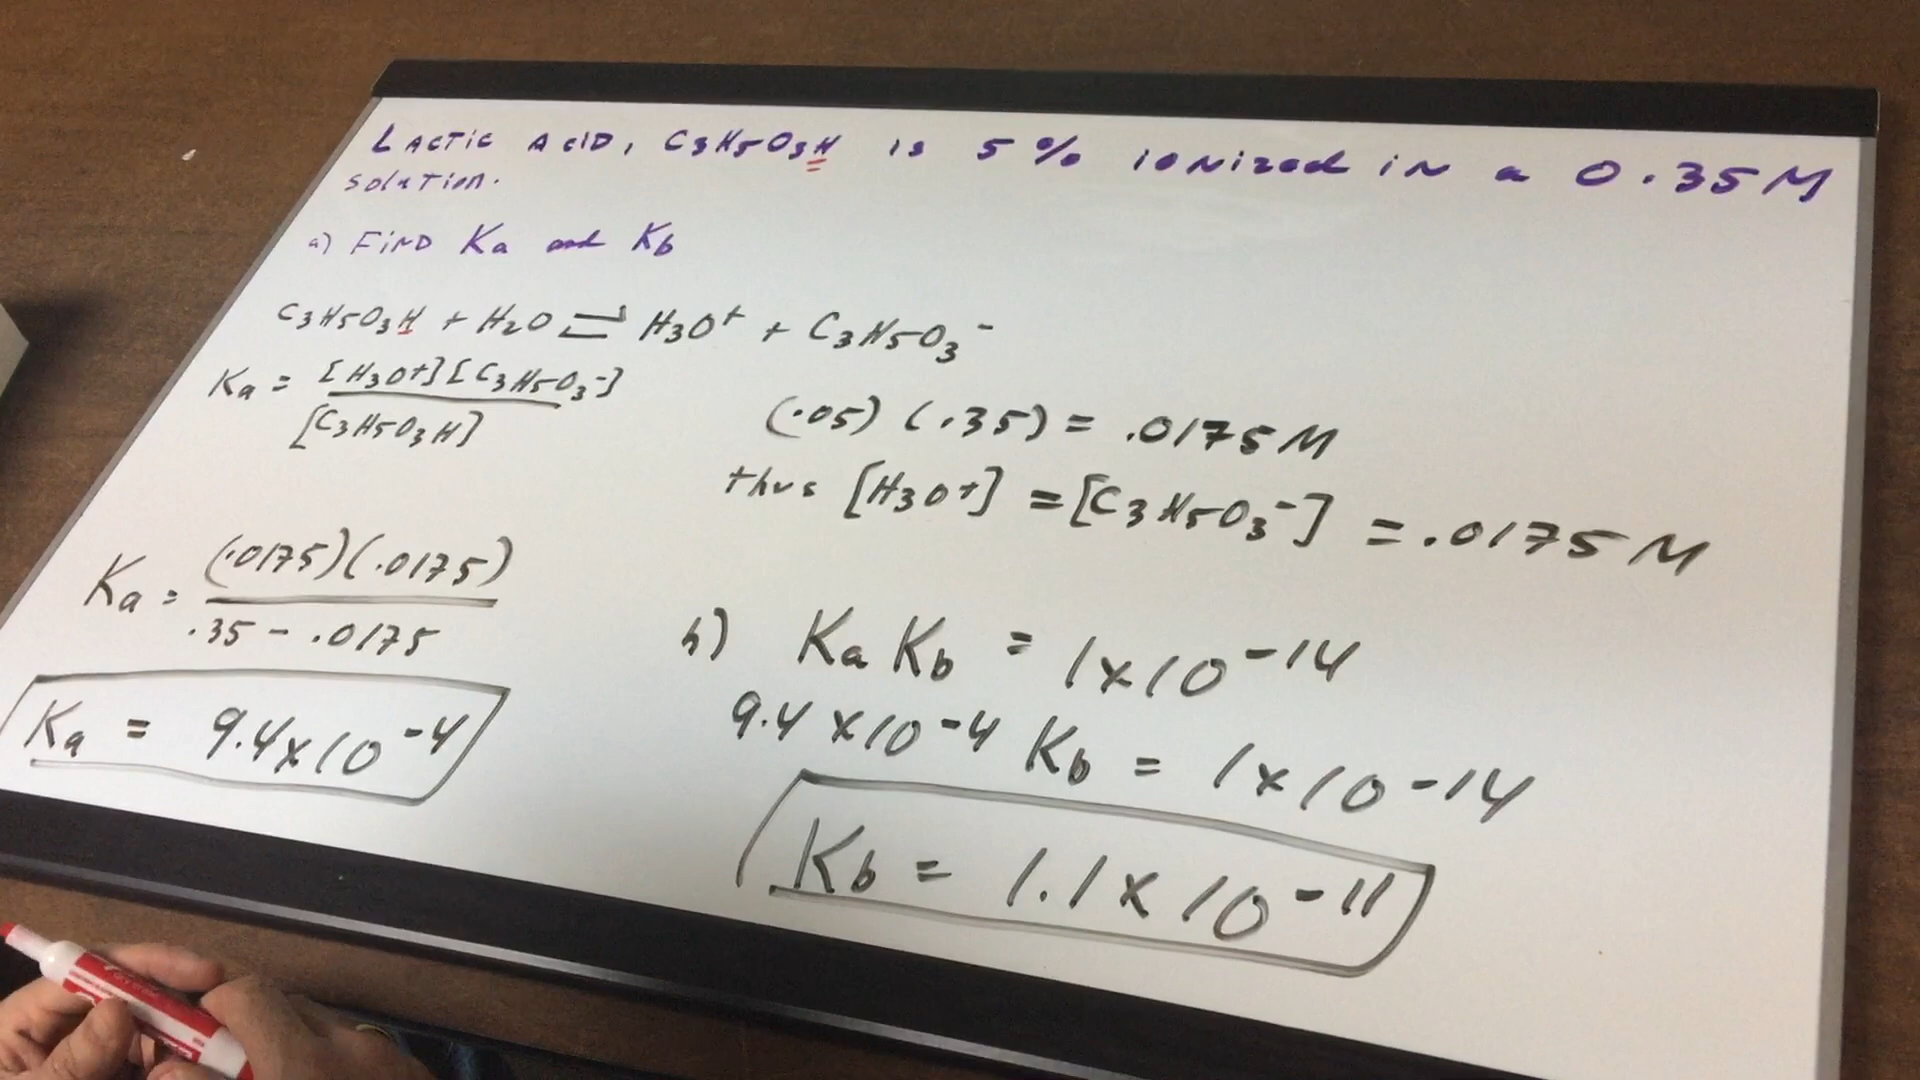 Lactic Acid, C3H5O3H is 5% ionized in a 0.35M
solution.
a) Find Ka and Kb
C3H5O3H + H2O ⇌ H3O+ + C3H5O3-
Ka = [H3O+][C3H5O3-]
[C3H5O3H]
(.05) (.35) = .0175M
thus [H3O+] = [C3H5O3-] = .0175M
Ka = (.0175)(.0175)
.35 - .0175
Ka = 9.4x10-4
b) Ka Kb = 1x10-14
9.4x10-4 Kb = 1x10-14
Kb = 1.1x10-11